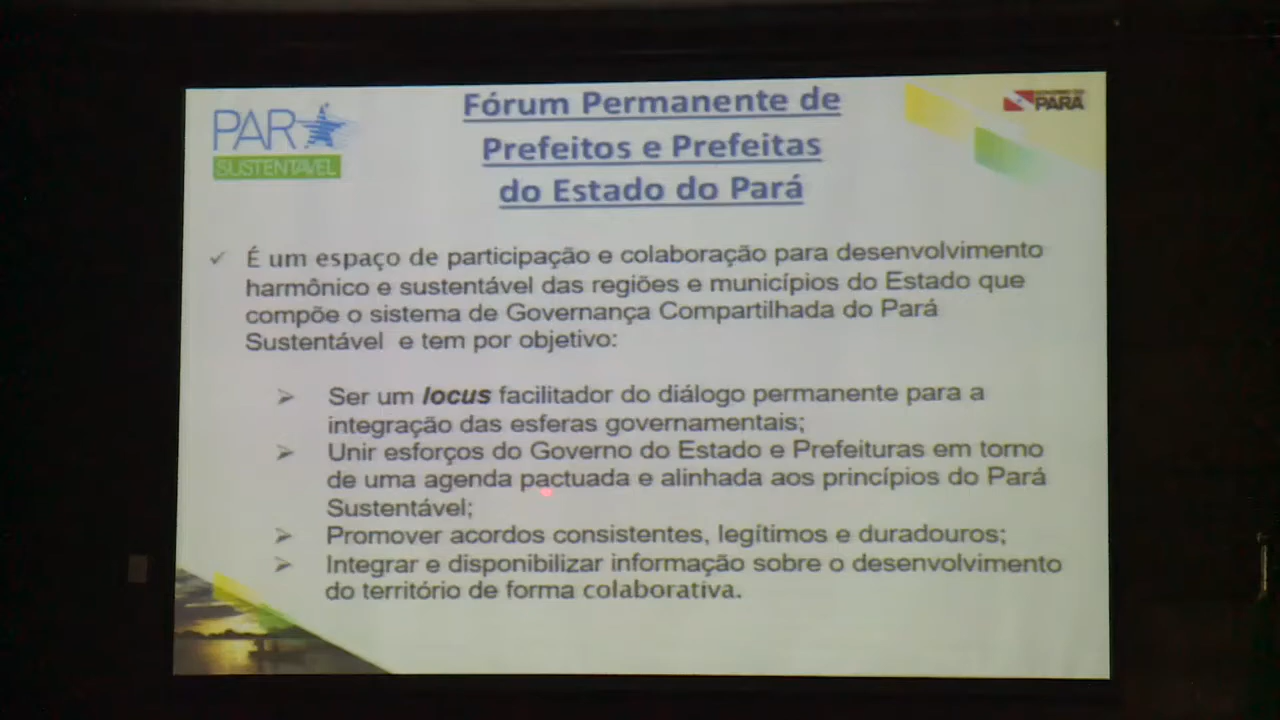 Fórum Permanente de
Prefeitos e Prefeitas
do Estado do Pará
PAR
SUSTENTÁVEL
PARÁ
É um espaço de participação e colaboração para desenvolvimento
harmônico e sustentável das regiões e municípios do Estado que
compõe o sistema de Governança Compartilhada do Pará
Sustentável e tem por objetivo:
Ser um locus facilitador do diálogo permanente para a
integração das esferas governamentais;
Unir esforços do Governo do Estado e Prefeituras em torno
de uma agenda pactuada e alinhada aos princípios do Pará
Sustentável;
Promover acordos consistentes, legítimos e duradouros;
Integrar e disponibilizar informação sobre o desenvolvimento
do território de forma colaborativa.